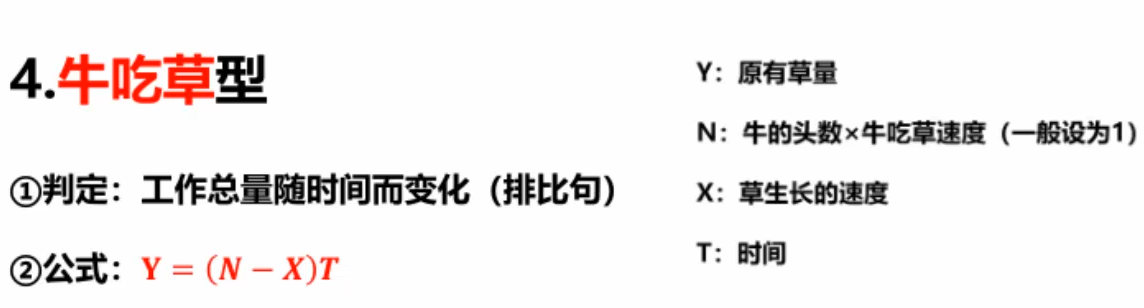 4.牛吃草型
①判定：工作总量随时间而变化（排比句）
②公式：Y = (N − X)T
Y：原有草量
N：牛的头数×牛吃草速度（一般设为1）
X：草生长的速度
T：时间